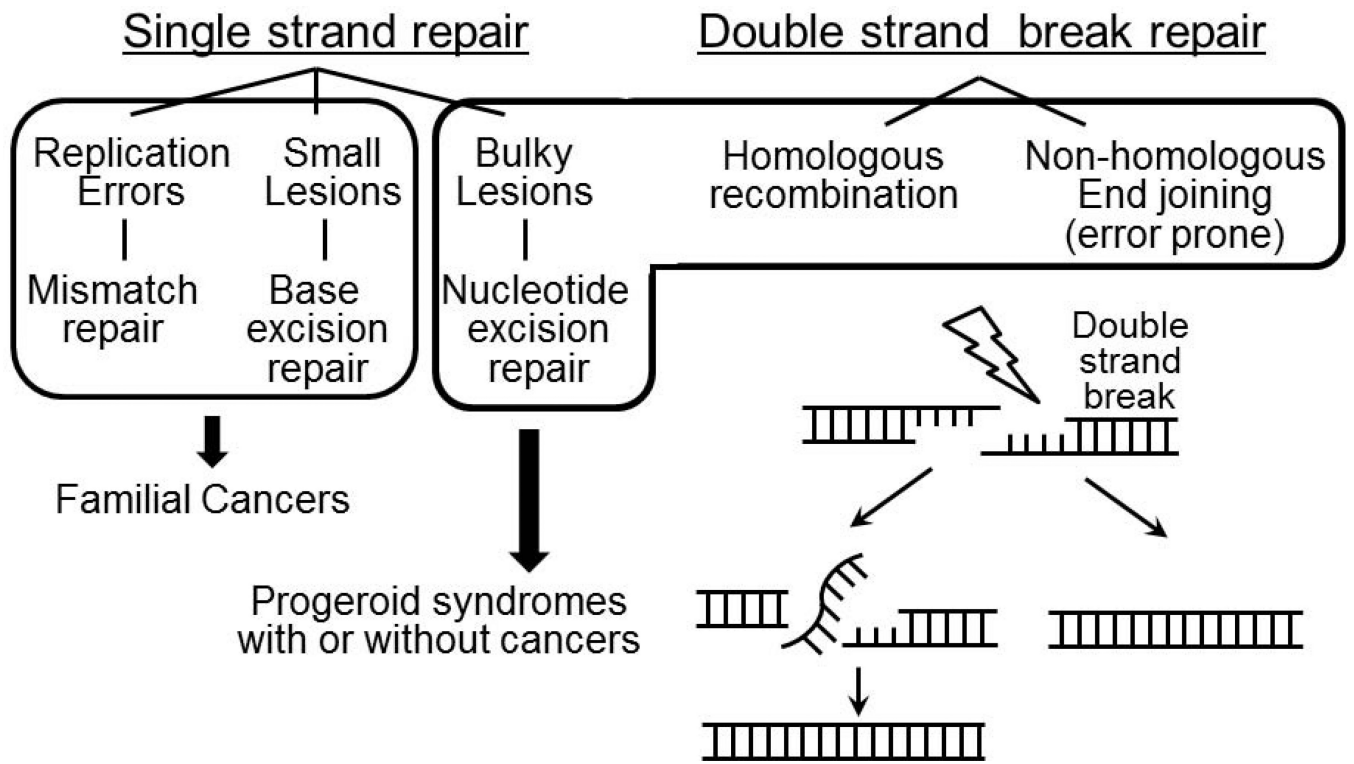 Single strand repair
Double strand break repair
Replication
Errors
Small
Lesions
Bulky
Lesions
Homologous
recombination
Non-homologous
End joining
(error prone)
Mismatch
repair
Base
excision
repair
Nucleotide
excision
repair
Double
strand
break
Familial Cancers
Progeroid syndromes
with or without cancers